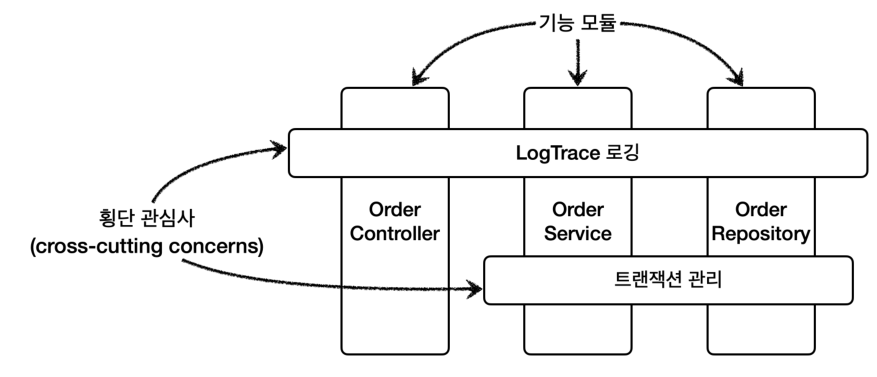 기능 모듈
LogTrace 로깅
횡단 관심사
(cross-cutting concerns)
Order
Controller
Order
Service
Order
Repository
트랜잭션 관리